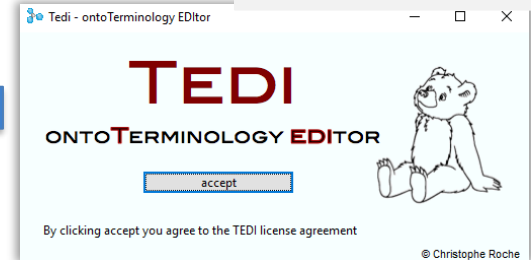 Tedi - ontoTerminology EDItor
TEDI
ONTOTERMINOLOGY EDITOR
accept
By clicking accept you agree to the TEDI license agreement
© Christophe Roche